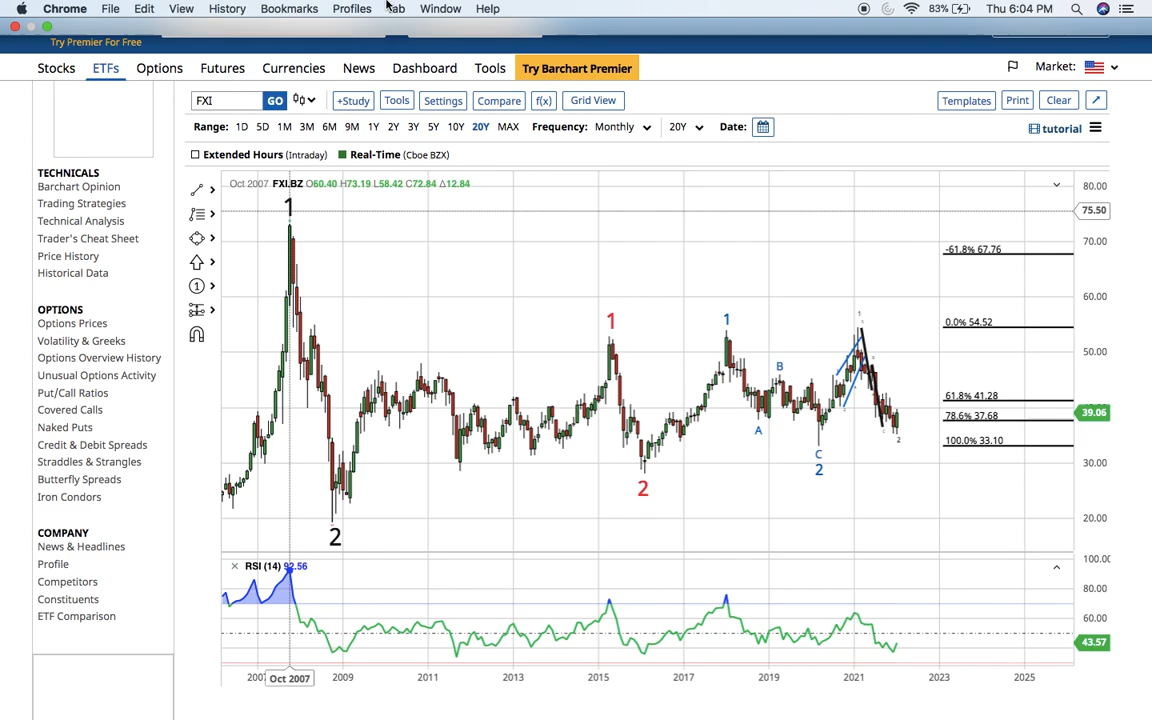 Chrome File Edit View History Bookmarks Profiles Tab Window Help 83% Thu 6:04 PM
Try Premier For Free
Stocks ETFs Options Futures Currencies News Dashboard Tools Try Barchart Premier Market:
FXI GO +Study Tools Settings Compare f(x) Grid View Templates Print Clear
Range: 1D 5D 1M 3M 6M 9M 1Y 2Y 3Y 5Y 10Y 20Y MAX Frequency: Monthly 20Y Date: tutorial
Extended Hours (Intraday) Real-Time (Cboe BZX)
TECHNICALS
Barchart Opinion
Trading Strategies
Technical Analysis
Trader's Cheat Sheet
Price History
Historical Data
OPTIONS
Options Prices
Volatility & Greeks
Options Overview History
Unusual Options Activity
Put/Call Ratios
Covered Calls
Naked Puts
Credit & Debit Spreads
Straddles & Strangles
Butterfly Spreads
Iron Condors
COMPANY
News & Headlines
Profile
Competitors
Constituents
ETF Comparison
Oct 2007 FXI.BZ O60.40 H73.19 L58.42 C72.84 Δ12.84
80.00
75.50
70.00
60.00
50.00
39.06
30.00
20.00
-61.8% 67.76
0.0% 54.52
61.8% 41.28
78.6% 37.68
100.0% 33.10
1
2
1
2
1
A
B
C
2
1
2
RSI (14) 92.56
100.00
80.00
60.00
43.57
2007 Oct 2007 2009 2011 2013 2015 2017 2019 2021 2023 2025